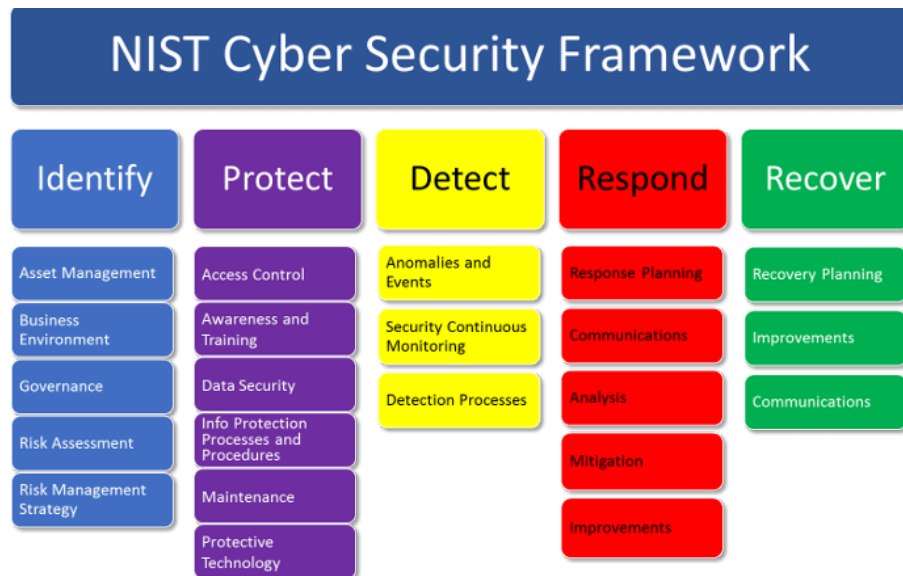 NIST Cyber Security Framework
Identify
Protect
Detect
Respond
Recover
Asset Management
Business
Environment
Governance
Risk Assessment
Risk Management
Strategy
Access Control
Awareness and
Training
Data Security
Info Protection
Processes and
Procedures
Maintenance
Protective
Technology
Anomalies and
Events
Security Continuous
Monitoring
Detection Processes
Response Planning
Communications
Analysis
Mitigation
Improvements
Recovery Planning
Improvements
Communications